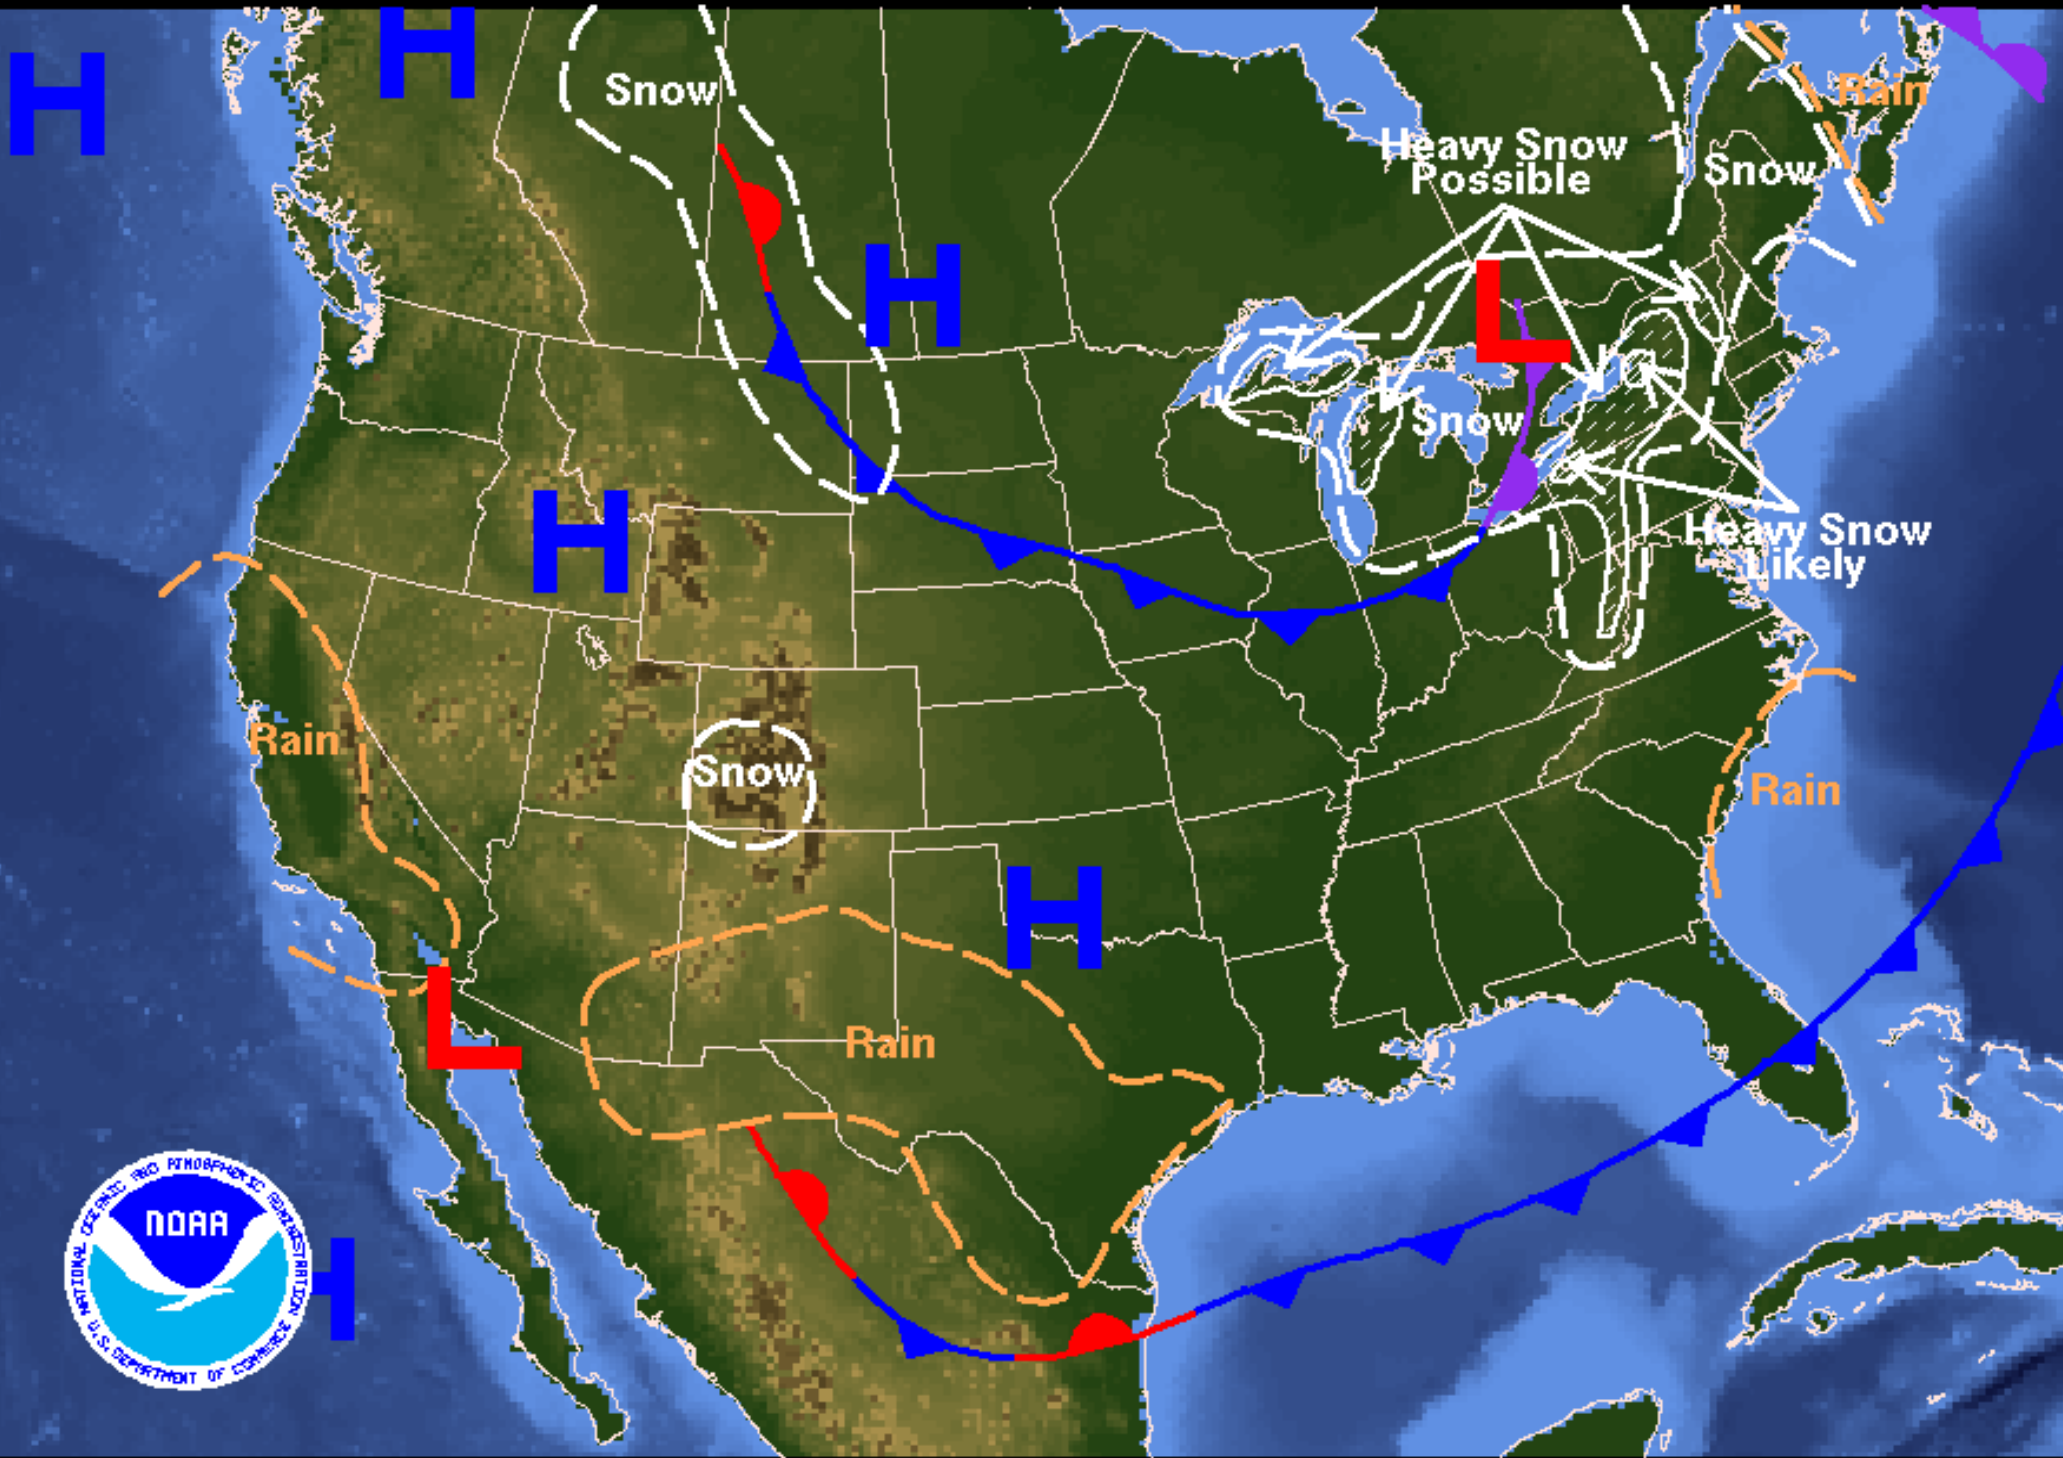 H
H
Snow
Rain
Heavy Snow
Possible
Snow
H
L
Snow
H
Heavy Snow
Likely
Rain
Snow
Rain
H
L
Rain
NATIONAL OCEANIC AND ATMOSPHERIC ADMINISTRATION
NOAA
U.S. DEPARTMENT OF COMMERCE
H